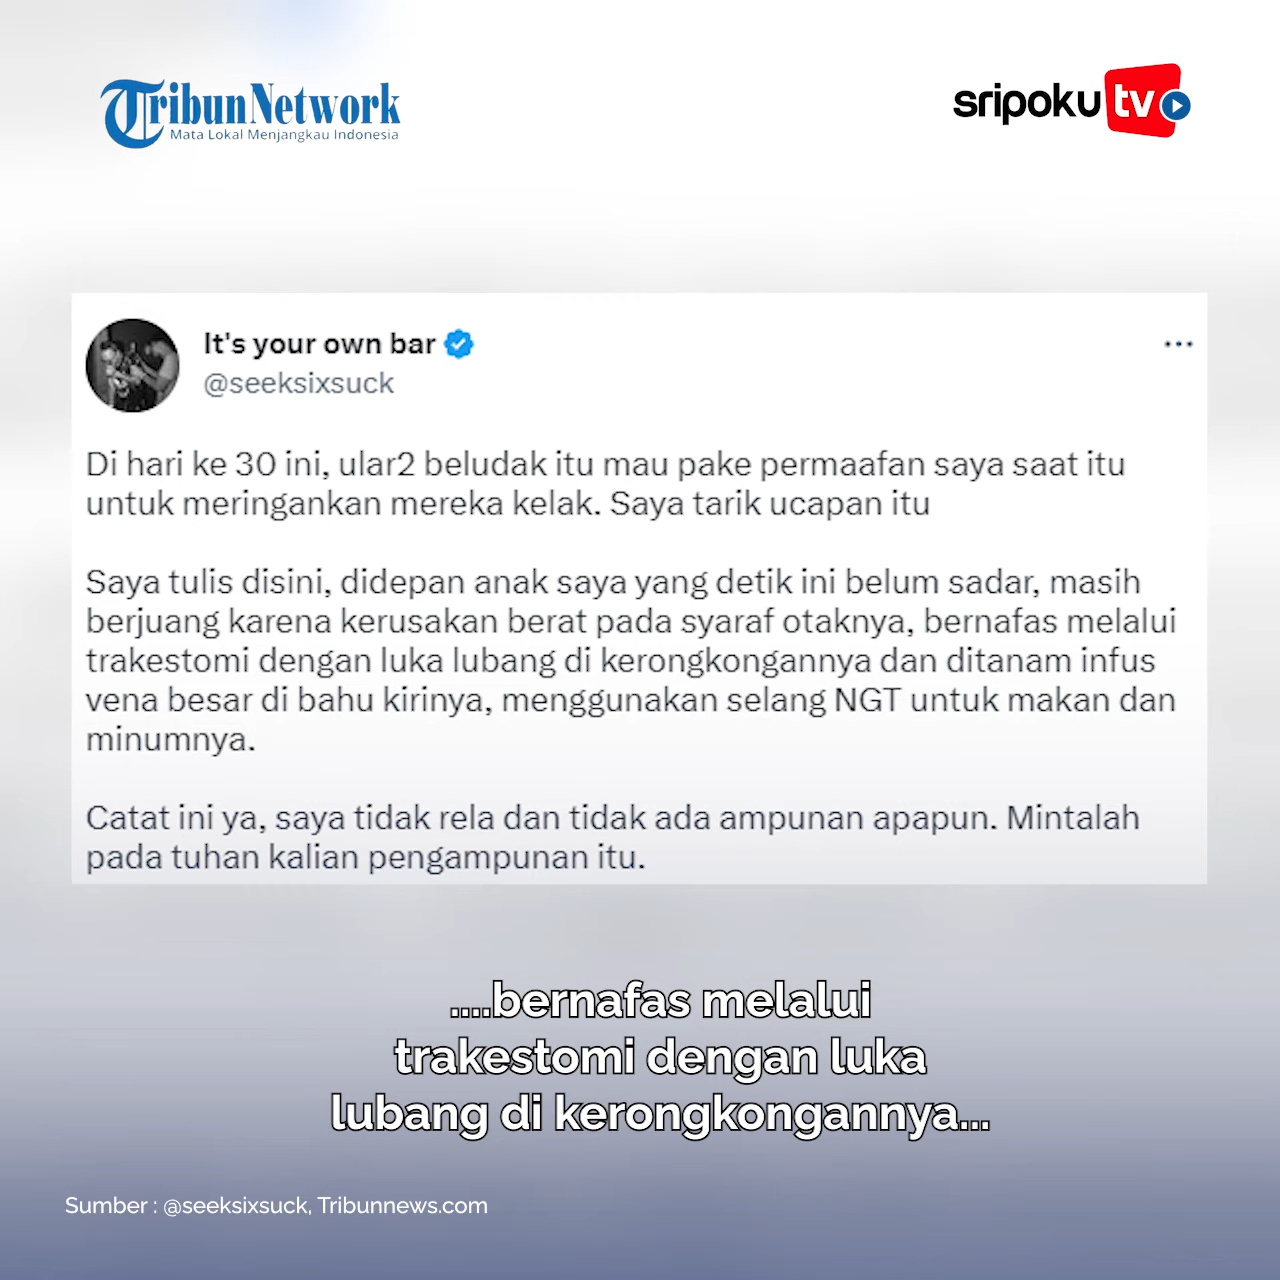 Tribun Network
Mata Lokal Menjangkau Indonesia
sripoku tv
It's your own bar
@seeksixsuck
Di hari ke 30 ini, ular2 beludak itu mau pake permaafan saya saat itu
untuk meringankan mereka kelak. Saya tarik ucapan itu
Saya tulis disini, didepan anak saya yang detik ini belum sadar, masih
berjuang karena kerusakan berat pada syaraf otaknya, bernafas melalui
trakestomi dengan luka lubang di kerongkongannya dan ditanam infus
vena besar di bahu kirinya, menggunakan selang NGT untuk makan dan
minumnya.
Catat ini ya, saya tidak rela dan tidak ada ampunan apapun. Mintalah
pada tuhan kalian pengampunan itu.
....bernafas melalui
trakestomi dengan luka
lubang di kerongkongannya...
Sumber : @seeksixsuck, Tribunnews.com